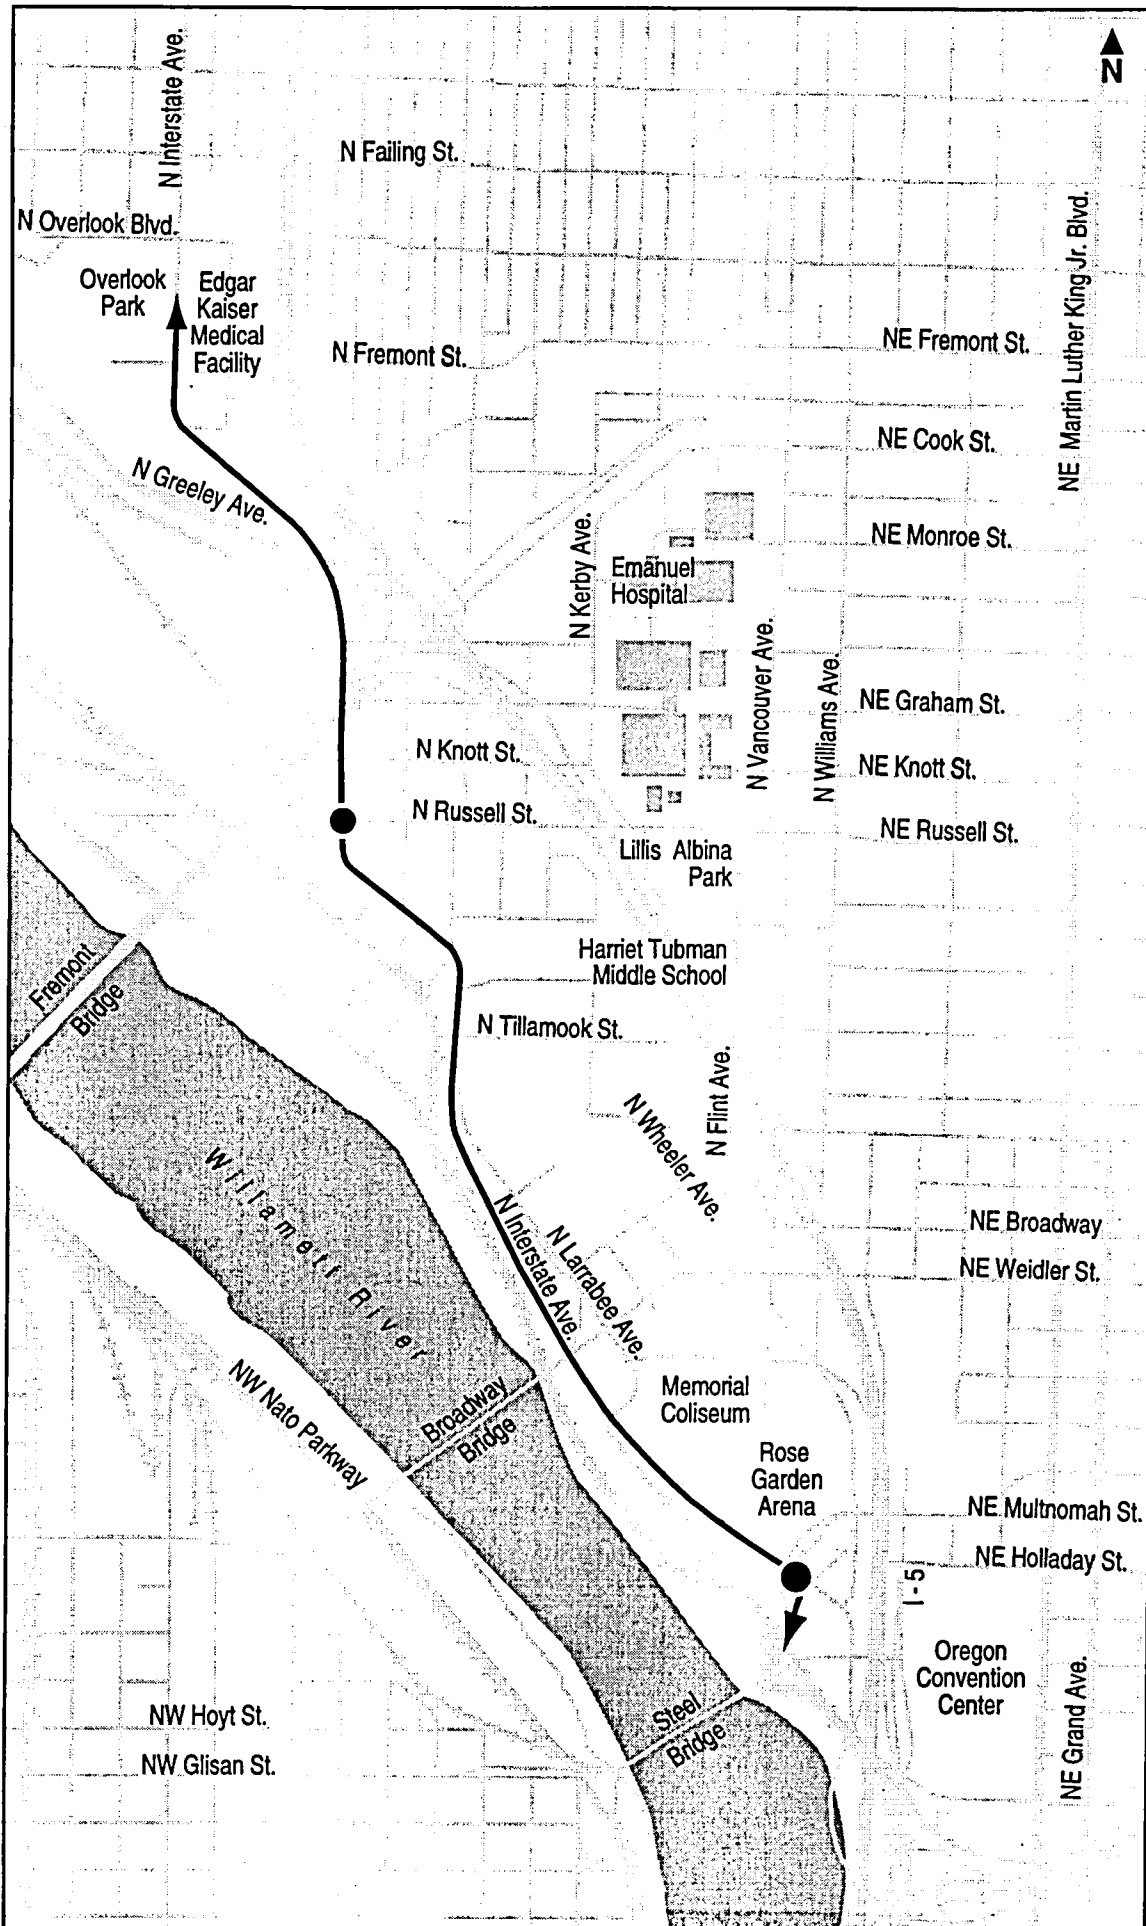 N Interstate Ave.
N
N Failing St.
N Overlook Blvd.
NE Martin Luther King Jr. Blvd.
Overlook
Park
Edgar
Kaiser
Medical
Facility
N Fremont St.
NE Fremont St.
NE Cook St.
N Greeley Ave.
NE Monroe St.
N Kerby Ave.
Emanuel
Hospital
N Vancouver Ave.
N Williams Ave.
NE Graham St.
N Knott St.
NE Knott St.
N Russell St.
NE Russell St.
Lillis Albina
Park
Fremont
Bridge
Harriet Tubman
Middle School
N Tillamook St.
N Flint Ave.
N Wheeler Ave.
Willamett River
N Interstate Ave.
N Larrabee Ave.
NE Broadway
NE Weidler St.
NW Nato Parkway
Broadway
Bridge
Memorial
Coliseum
Rose
Garden
Arena
NE Multnomah St.
NE Holladay St.
I-5
Oregon
Convention
Center
NE Grand Ave.
Steel
Bridge
NW Hoyt St.
NW Glisan St.